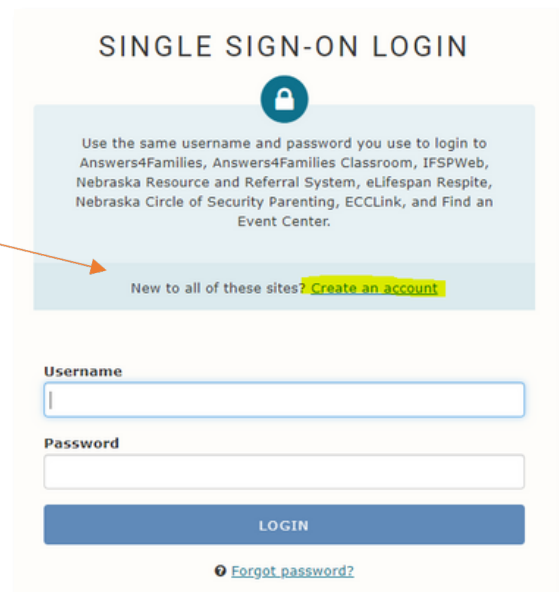 SINGLE SIGN-ON LOGIN
Use the same username and password you use to login to
Answers4Families, Answers4Families Classroom, IFSPWeb,
Nebraska Resource and Referral System, eLifespan Respite,
Nebraska Circle of Security Parenting, ECCLink, and Find an
Event Center.
New to all of these sites? Create an account
Username
Password
LOGIN
Forgot password?